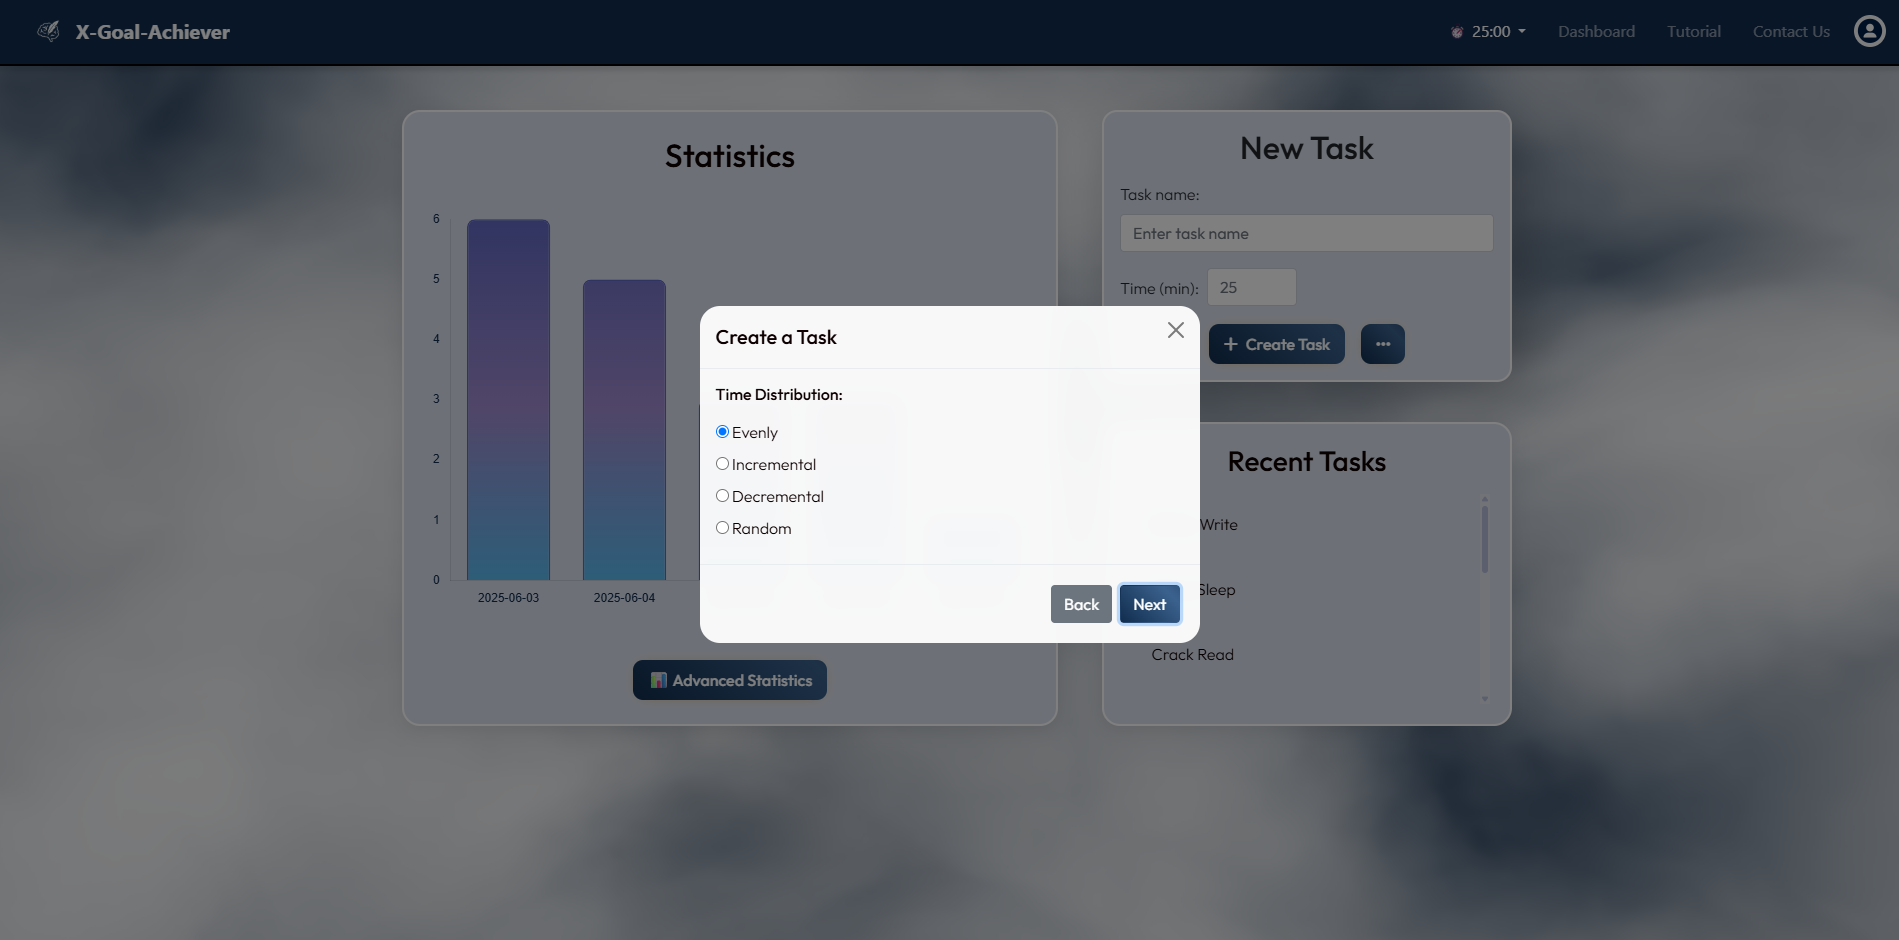 X-Goal-Achiever
25:00
Dashboard
Tutorial
Contact Us
Statistics
6
5
4
3
2
1
0
2025-06-03
2025-06-04
Advanced Statistics
New Task
Task name:
Enter task name
Time (min):
25
+ Create Task
...
Create a Task
Time Distribution:
Evenly
Incremental
Decremental
Random
Back
Next
Recent Tasks
Write
Sleep
Crack Read